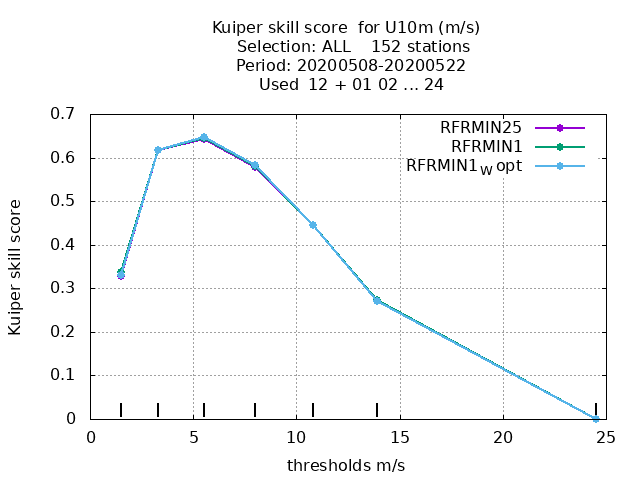 Kuiper skill score  for U10m (m/s)
Selection: ALL    152 stations
Period: 20200508-20200522
Used  12 + 01 02 ... 24
RFRMIN25
RFRMIN1
RFRMIN1W opt
0.7
0.6
0.5
0.4
0.3
0.2
0.1
0
Kuiper skill score
0 5 10 15 20 25
thresholds m/s